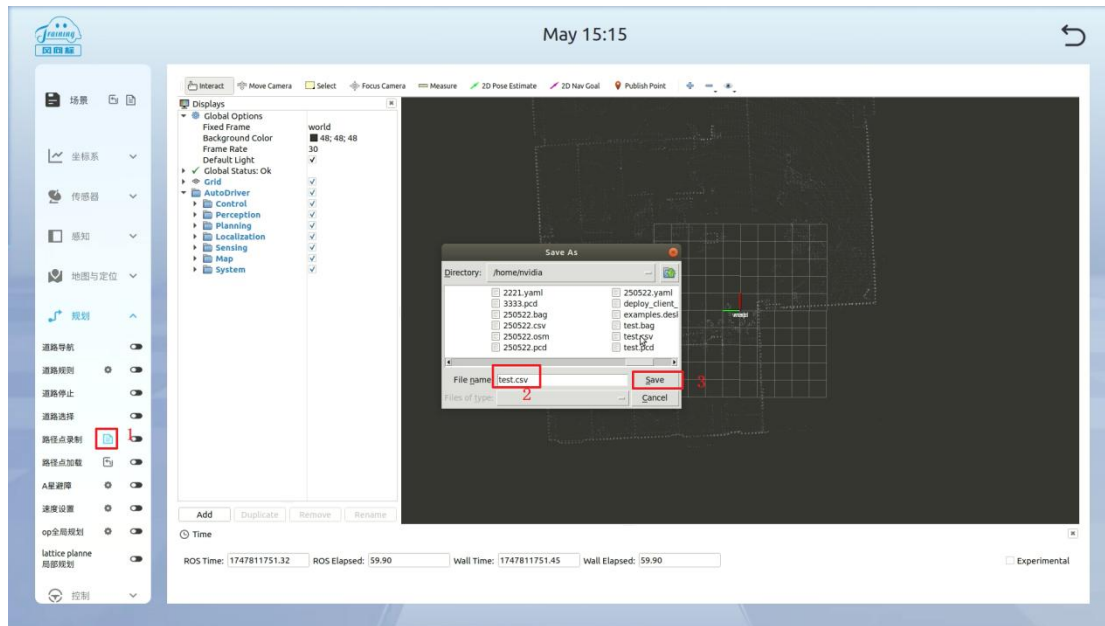 Training
风向标
May 15:15
场景
坐标系
传感器
感知
地图与定位
规划
道路导航
道路规则
道路停止
道路选择
路径点录制
1
路径点加载
A星避障
速度设置
op全局规划
lattice planne
局部规划
控制
Interact Move Camera Select Focus Camera Measure 2D Pose Estimate 2D Nav Goal Publish Point
Displays
Global Options
Fixed Frame world
Background Color 48; 48; 48
Frame Rate 30
Default Light ✓
Global Status: Ok
Grid ✓
AutoDriver ✓
Control ✓
Perception ✓
Planning ✓
Localization ✓
Sensing ✓
Map ✓
System ✓
Add Duplicate Remove Rename
Save As
Directory: /home/nvidia
2221.yaml 250522.yaml
3333.pcd deploy_client_
250522.bag examples.desl
250522.csv test.bag
250522.osm test.csv
250522.pcd test.pcd
File name: test.csv Save 3
2
Files of type: Cancel
Time
ROS Time: 1747811751.32 ROS Elapsed: 59.90 Wall Time: 1747811751.45 Wall Elapsed: 59.90 Experimental